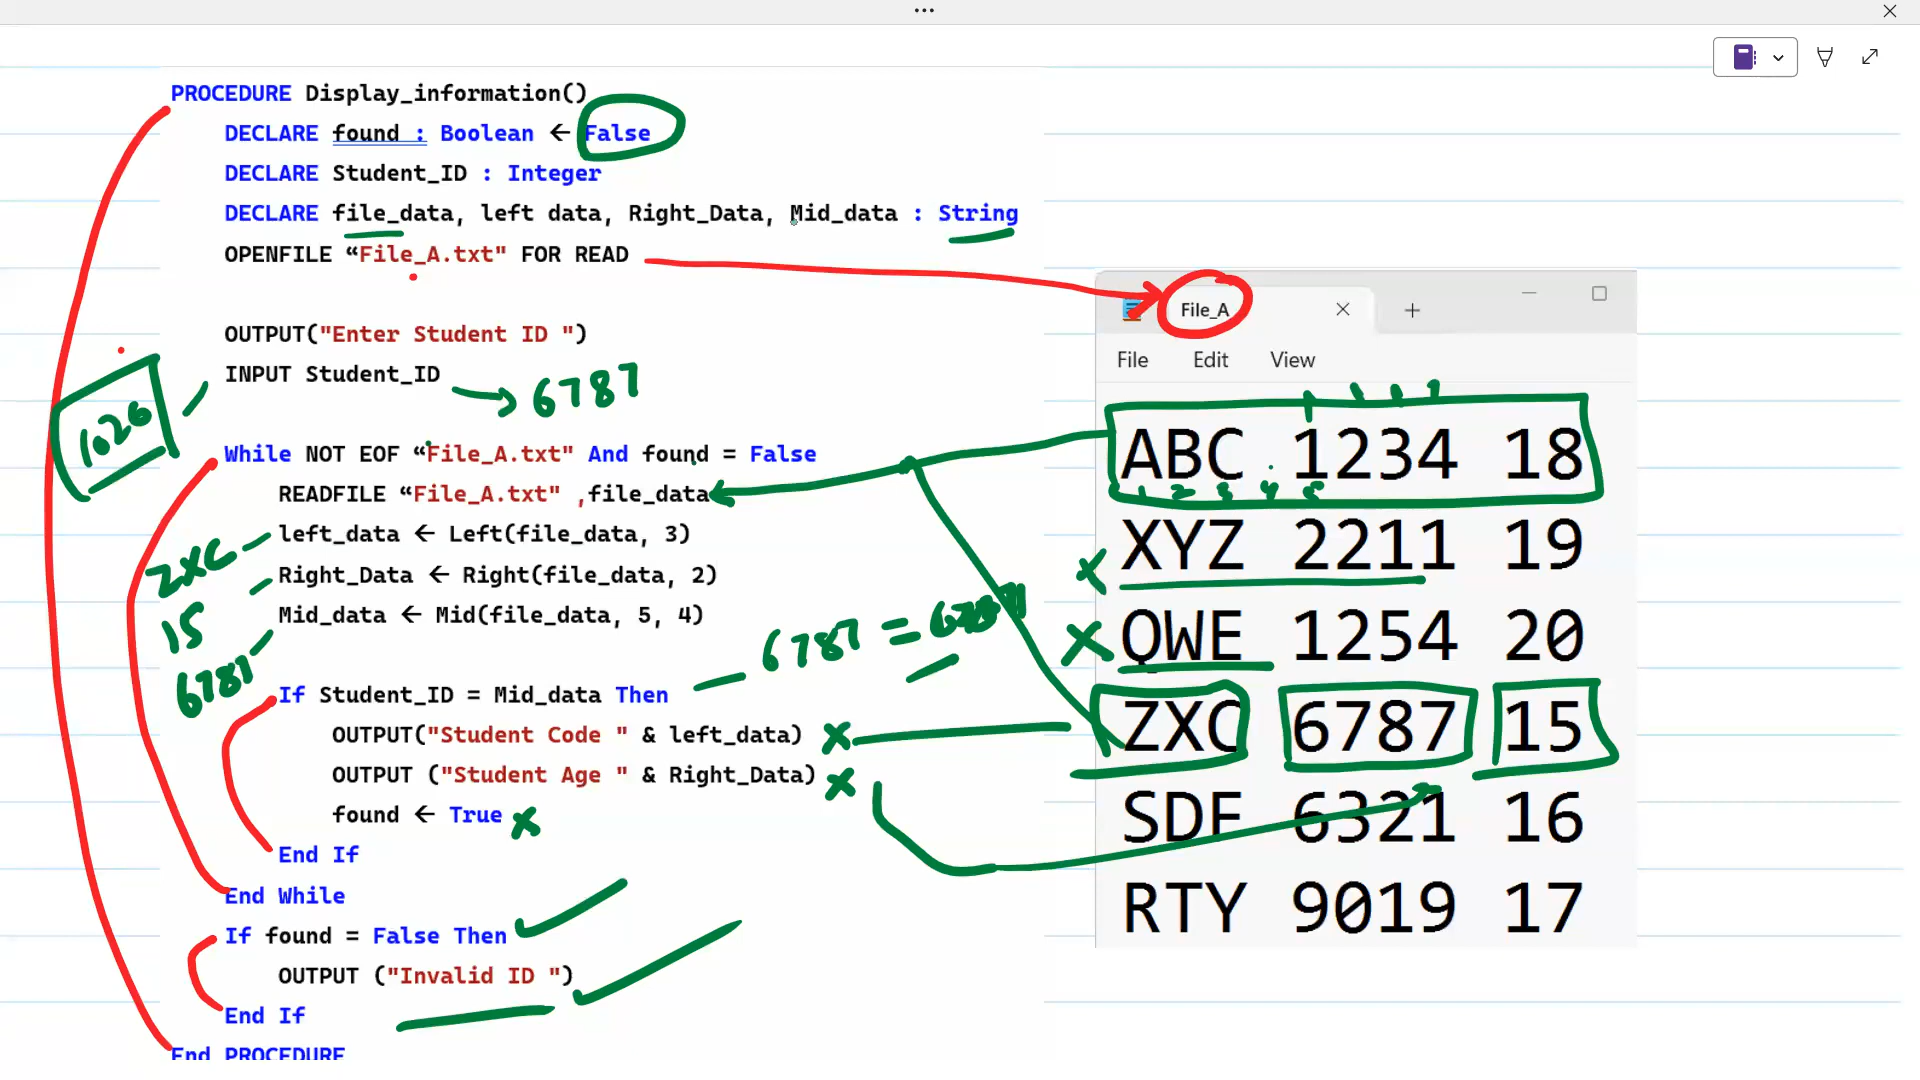 PROCEDURE Display_information()
DECLARE found : Boolean ← False
DECLARE Student_ID : Integer
DECLARE file_data, left data, Right_Data, Mid_data : String
OPENFILE “File_A.txt" FOR READ
OUTPUT("Enter Student ID ")
INPUT Student_ID
6787
1026
While NOT EOF “File_A.txt" And found = False
READFILE “File_A.txt" ,file_data
left_data ← Left(file_data, 3)
Right_Data ← Right(file_data, 2)
Mid_data ← Mid(file_data, 5, 4)
ZXC
15
6787
6787 = 6787
If Student_ID = Mid_data Then
OUTPUT("Student Code " & left_data)
OUTPUT ("Student Age " & Right_Data)
found ← True
End If
End While
If found = False Then
OUTPUT ("Invalid ID ")
End If
End PROCEDURE
File_A
File Edit View
ABC 1234 18
1 2 3 4 5
XYZ 2211 19
QWE 1254 20
ZXC 6787 15
SDF 6321 16
RTY 9019 17